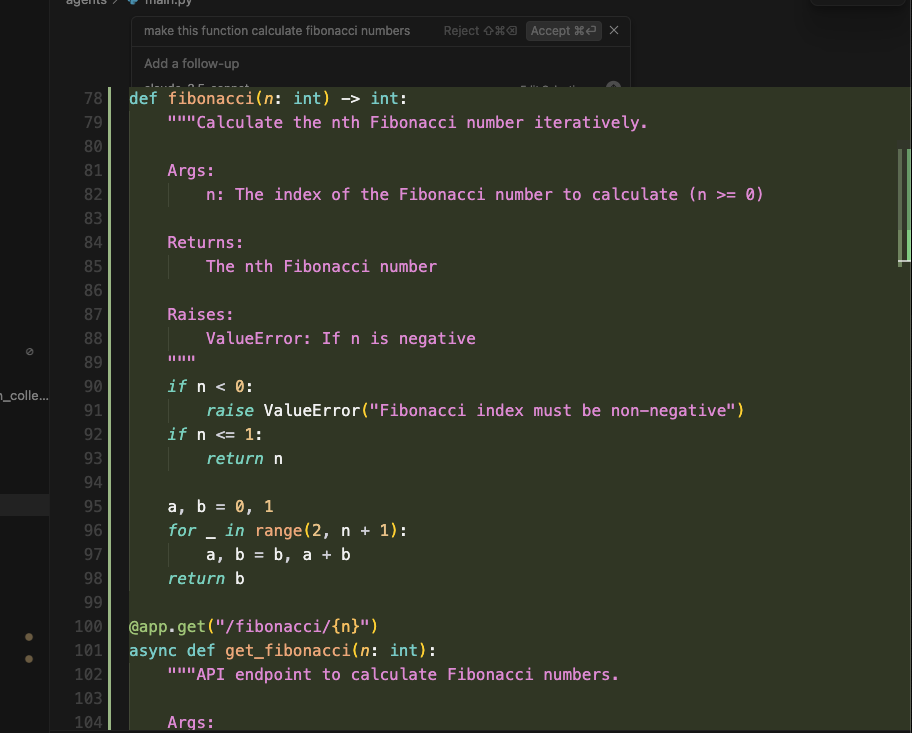 agents > main.py
make this function calculate fibonacci numbers Reject ⇧⌘⌫ Accept ⌘⏎ ✕
Add a follow-up
78 def fibonacci(n: int) -> int:
79 """Calculate the nth Fibonacci number iteratively.
80
81 Args:
82 n: The index of the Fibonacci number to calculate (n >= 0)
83
84 Returns:
85 The nth Fibonacci number
86
87 Raises:
88 ValueError: If n is negative
89 """
90 if n < 0:
91 raise ValueError("Fibonacci index must be non-negative")
92 if n <= 1:
93 return n
94
95 a, b = 0, 1
96 for _ in range(2, n + 1):
97 a, b = b, a + b
98 return b
99
100 @app.get("/fibonacci/{n}")
101 async def get_fibonacci(n: int):
102 """API endpoint to calculate Fibonacci numbers.
103
104 Args:
n_colle...